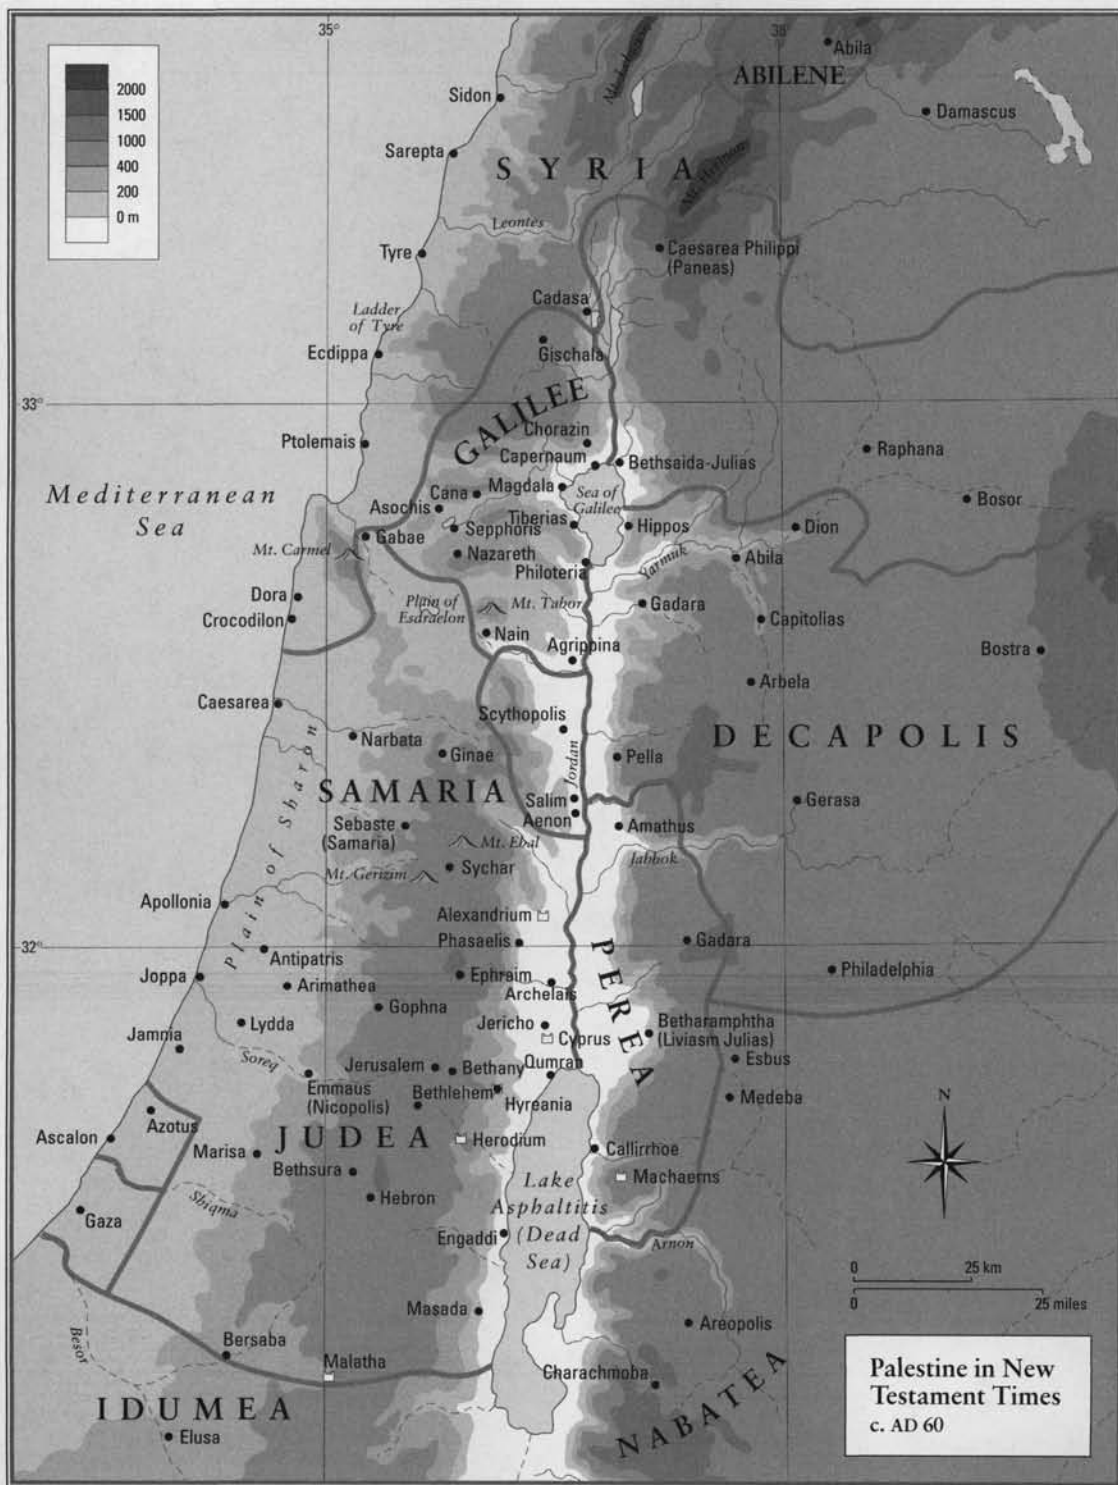 35°
36
2000
1500
1000
400
200
0 m
Abila
ABILENE
Sidon
Damascus
Sarepta
SYRIA
Leontes
Tyre
Caesarea Philippi
(Paneas)
Cadasa
Ladder
of Tyre
Ecdippa
Gischala
33°
GALILEE
Chorazin
Ptolemais
Capernaum
Bethsaida-Julias
Raphana
Mediterranean
Sea
Cana
Magdala
Sea of
Galilee
Bosor
Asochis
Tiberias
Sepphoris
Hippos
Dion
Gabae
Mt. Carmel
Nazareth
Philoteria
Yarmuk
Abila
Dora
Plain of
Esdraelon
Mt. Tabor
Gadara
Crocodilon
Capitolias
Nain
Agrippina
Bostra
Arbela
Caesarea
Scythopolis
DECAPOLIS
Narbata
Ginae
Jordan
Pella
Plain of Sharon
SAMARIA
Salim
Gerasa
Aenon
Sebaste
(Samaria)
Mt. Ebal
Amathus
Jabbok
Mt. Gerizim
Sychar
Apollonia
Alexandrium
32°
Phasaelis
PEREA
Gadara
Antipatris
Joppa
Arimathea
Ephraim
Archelais
Philadelphia
Gophna
Lydda
Jericho
Cyprus
Betharamphtha
(Liviasm Julias)
Jamnia
Soreq
Jerusalem
Bethany
Qumran
Esbus
Emmaus
(Nicopolis)
Bethlehem
Hyreania
Medeba
N
Azotus
Ascalon
JUDEA
Herodium
Marisa
Callirrhoe
Bethsura
Machaerns
Lake
Asphaltitis
(Dead
Sea)
Shiqma
Hebron
Gaza
Engaddi
Arnon
0 25 km
0 25 miles
Masada
Areopolis
Besor
Bersaba
Malatha
Charachmoba
IDUMEA
NABATEA
Elusa
Palestine in New
Testament Times
c. AD 60